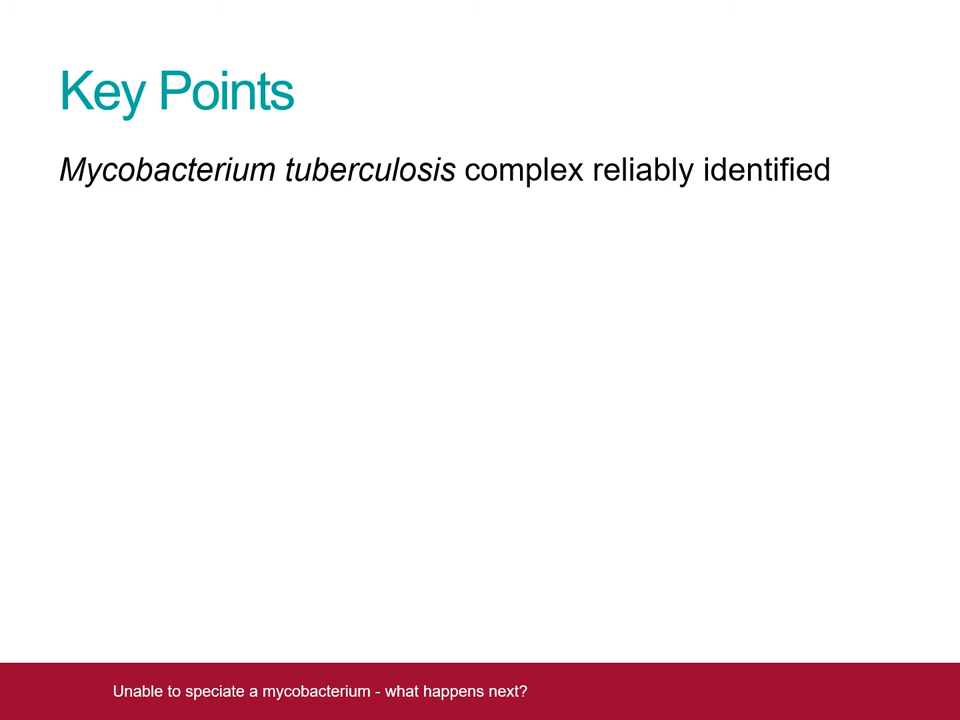 Key Points
Mycobacterium tuberculosis complex reliably identified
Unable to speciate a mycobacterium - what happens next?